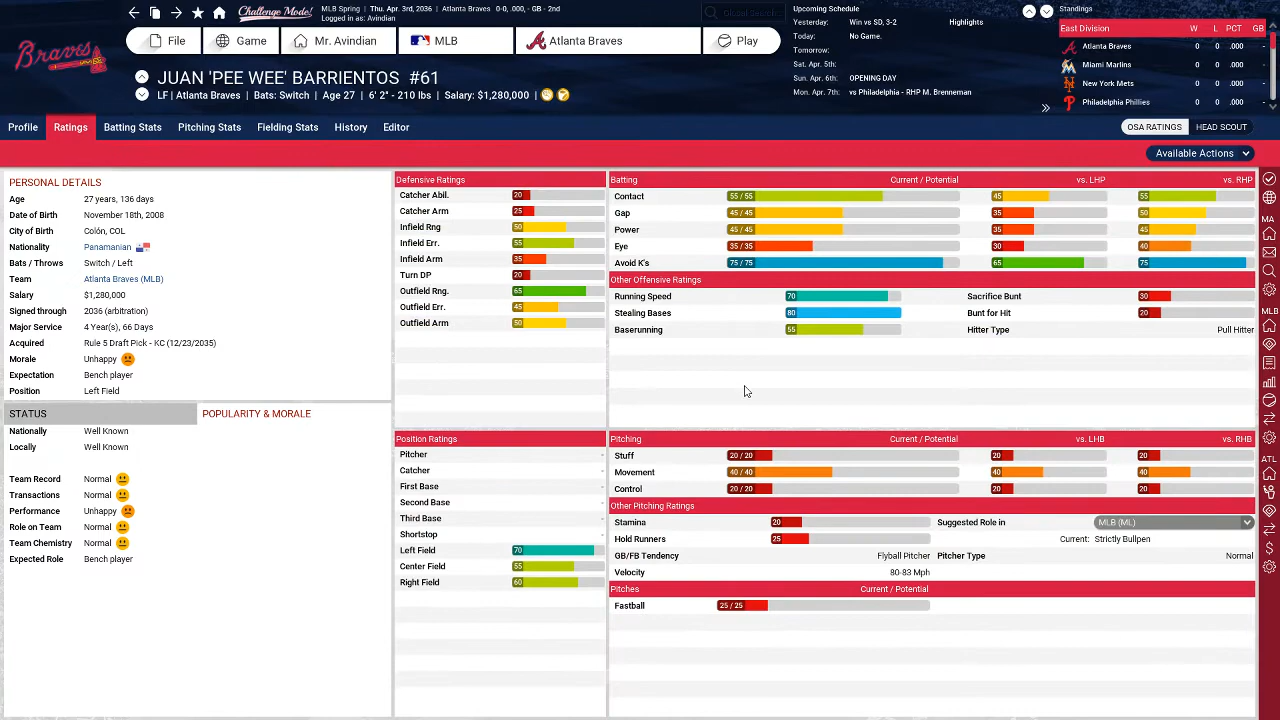 Challenge Mode!
MLB Spring | Thu. Apr. 3rd, 2036 | Atlanta Braves 0-0, .000, - GB - 2nd
Logged in as: Avindian
Global Search...
File
Game
Mr. Avindian
MLB
Atlanta Braves
Play
Upcoming Schedule
Yesterday: Win vs SD, 3-2 Highlights
Today: No Game.
Tomorrow:
Sat. Apr. 5th:
Sun. Apr. 6th: OPENING DAY
Mon. Apr. 7th: vs Philadelphia - RHP M. Brenneman
Standings
East Division W L PCT GB
Atlanta Braves 0 0 .000 -
Miami Marlins 0 0 .000 -
New York Mets 0 0 .000 -
Philadelphia Phillies 0 0 .000 -
Braves
JUAN 'PEE WEE' BARRIENTOS #61
LF | Atlanta Braves | Bats: Switch | Age 27 | 6' 2" - 210 lbs | Salary: $1,280,000
Profile
Ratings
Batting Stats
Pitching Stats
Fielding Stats
History
Editor
OSA RATINGS
HEAD SCOUT
Available Actions
PERSONAL DETAILS
Age 27 years, 136 days
Date of Birth November 18th, 2008
City of Birth Colón, COL
Nationality Panamanian
Bats / Throws Switch / Left
Team Atlanta Braves (MLB)
Salary $1,280,000
Signed through 2036 (arbitration)
Major Service 4 Year(s), 66 Days
Acquired Rule 5 Draft Pick - KC (12/23/2035)
Morale Unhappy
Expectation Bench player
Position Left Field
STATUS
POPULARITY & MORALE
Nationally Well Known
Locally Well Known
Team Record Normal
Transactions Normal
Performance Unhappy
Role on Team Normal
Team Chemistry Normal
Expected Role Bench player
Defensive Ratings
Catcher Abil. 20
Catcher Arm 25
Infield Rng 50
Infield Err. 55
Infield Arm 35
Turn DP 20
Outfield Rng. 65
Outfield Err. 45
Outfield Arm 50
Position Ratings
Pitcher -
Catcher -
First Base -
Second Base -
Third Base -
Shortstop -
Left Field 70
Center Field 55
Right Field 60
Batting Current / Potential vs. LHP vs. RHP
Contact 55 / 55 45 55
Gap 45 / 45 35 50
Power 45 / 45 35 45
Eye 35 / 35 30 40
Avoid K's 75 / 75 65 75
Other Offensive Ratings
Running Speed 70 Sacrifice Bunt 30
Stealing Bases 80 Bunt for Hit 20
Baserunning 55 Hitter Type Pull Hitter
Pitching Current / Potential vs. LHB vs. RHB
Stuff 20 / 20 20 20
Movement 40 / 40 40 40
Control 20 / 20 20 20
Other Pitching Ratings
Stamina 20 Suggested Role in MLB (ML)
Hold Runners 25 Current: Strictly Bullpen
GB/FB Tendency Flyball Pitcher Pitcher Type Normal
Velocity 80-83 Mph
Pitches Current / Potential
Fastball 25 / 25
MA
MLB
ATL